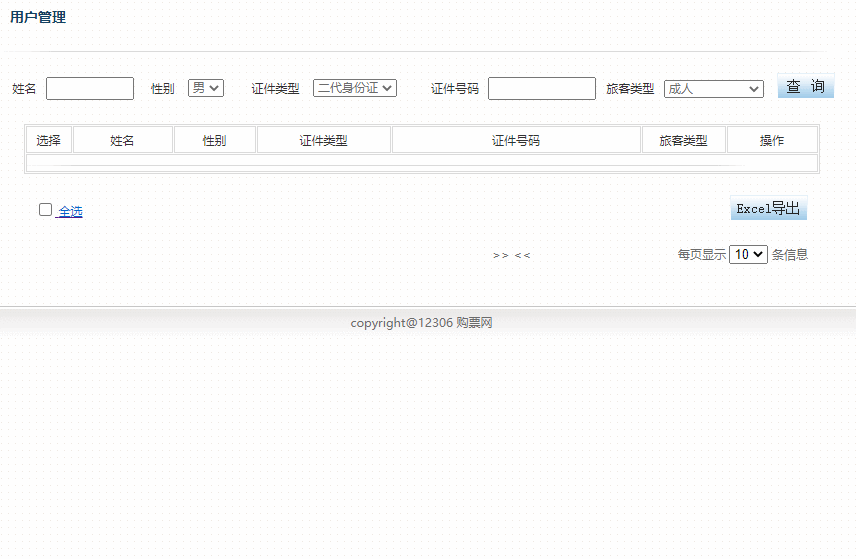 用户管理
姓名 性别 男 证件类型 二代身份证 证件号码 旅客类型 成人 查 询
选择 姓名 性别 证件类型 证件号码 旅客类型 操作
全选 Excel导出
>> << 每页显示 10 条信息
copyright@12306 购票网